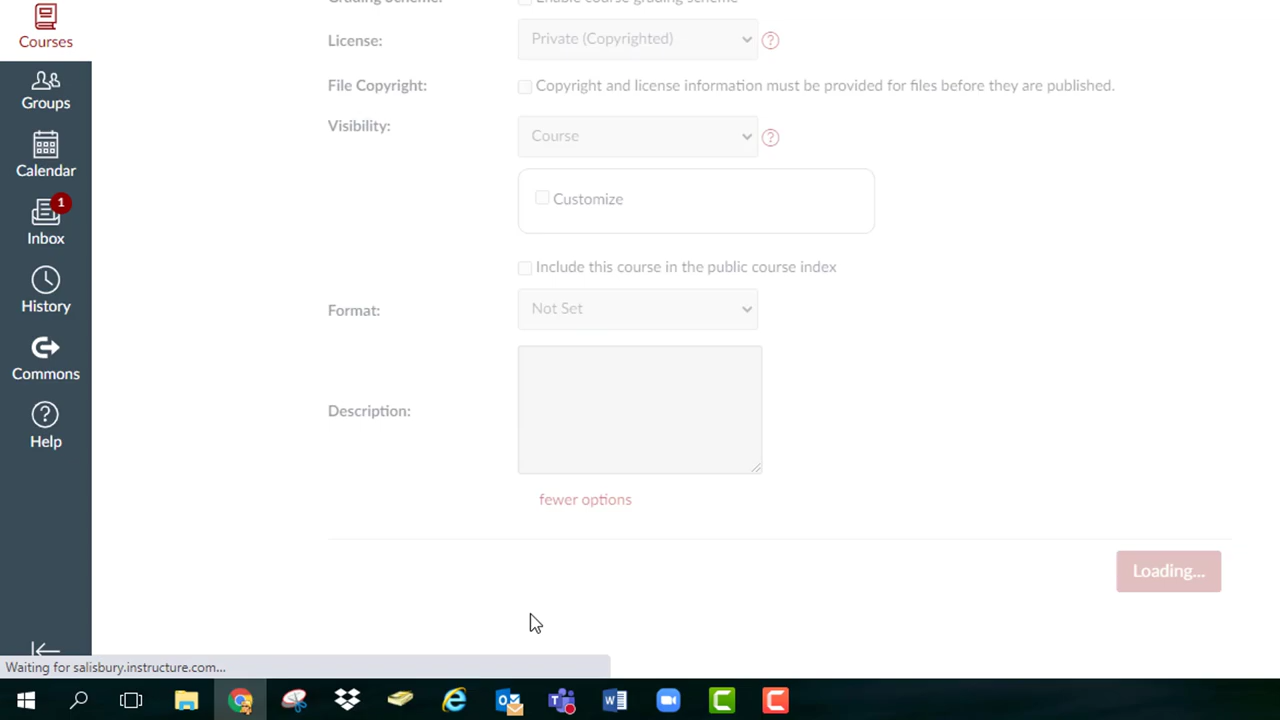 Courses
Groups
Calendar
1
Inbox
History
Commons
Help
Grading Scheme: Enable course grading scheme
License: Private (Copyrighted) ?
File Copyright: Copyright and license information must be provided for files before they are published.
Visibility: Course ?
Customize
Include this course in the public course index
Format: Not Set
Description:
fewer options
Loading...
Waiting for salisbury.instructure.com...